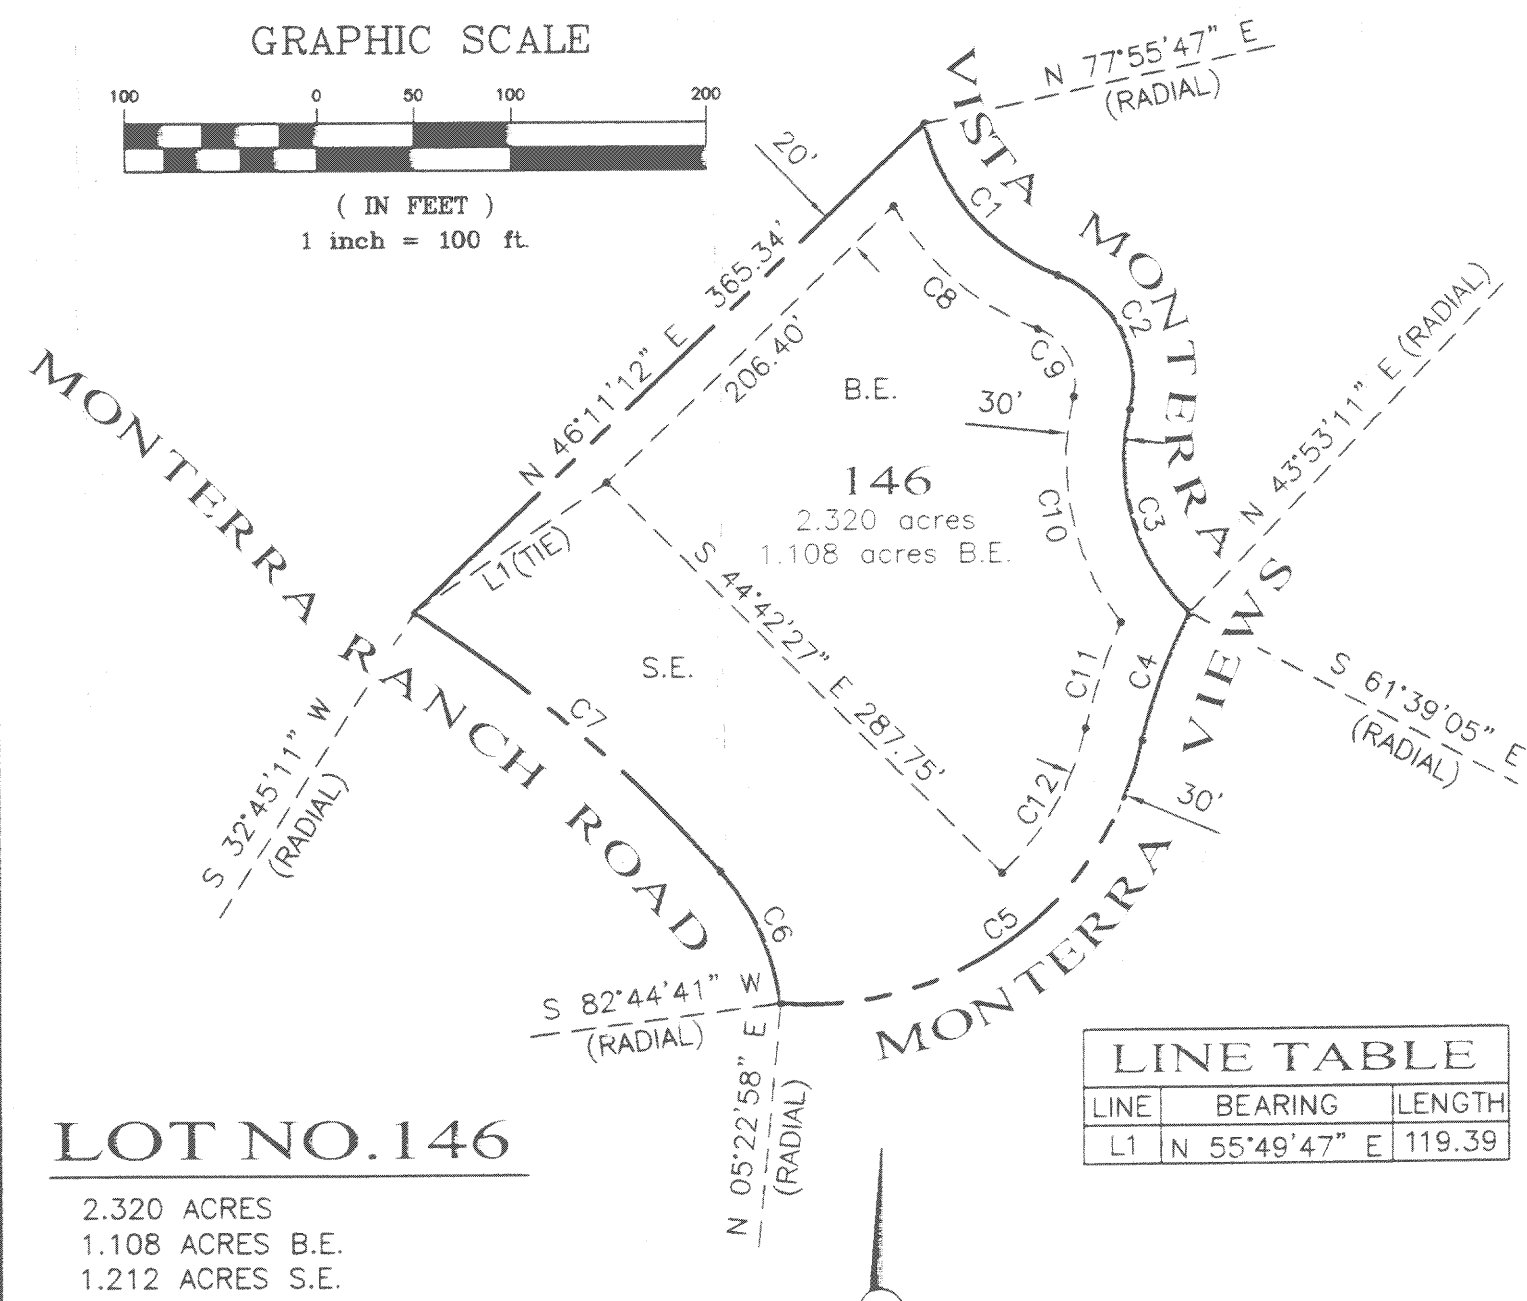 GRAPHIC SCALE
100 0 50 100 200
( IN FEET )
1 inch = 100 ft.
N 77°55'47" E
(RADIAL)
VISTA MONTERRA VIEWS
20'
C1
N 46°11'12" E 365.34'
206.40'
C8
C2
C9
B.E.
30'
N 43°53'11" E (RADIAL)
MONTERRA RANCH ROAD
146
2.320 acres
1.108 acres B.E.
C10
C3
L1(TIE)
S 44°42'27" E 287.75'
S.E.
C11
C4
S 61°39'05" E
(RADIAL)
C7
S 32°45'11" W
(RADIAL)
C12
30'
C6
C5
MONTERRA VIEWS
S 82°44'41" W
(RADIAL)
N 05°22'58" E
(RADIAL)
LINE TABLE
LINE BEARING LENGTH
L1 N 55°49'47" E 119.39
LOT NO.146
2.320 ACRES
1.108 ACRES B.E.
1.212 ACRES S.E.